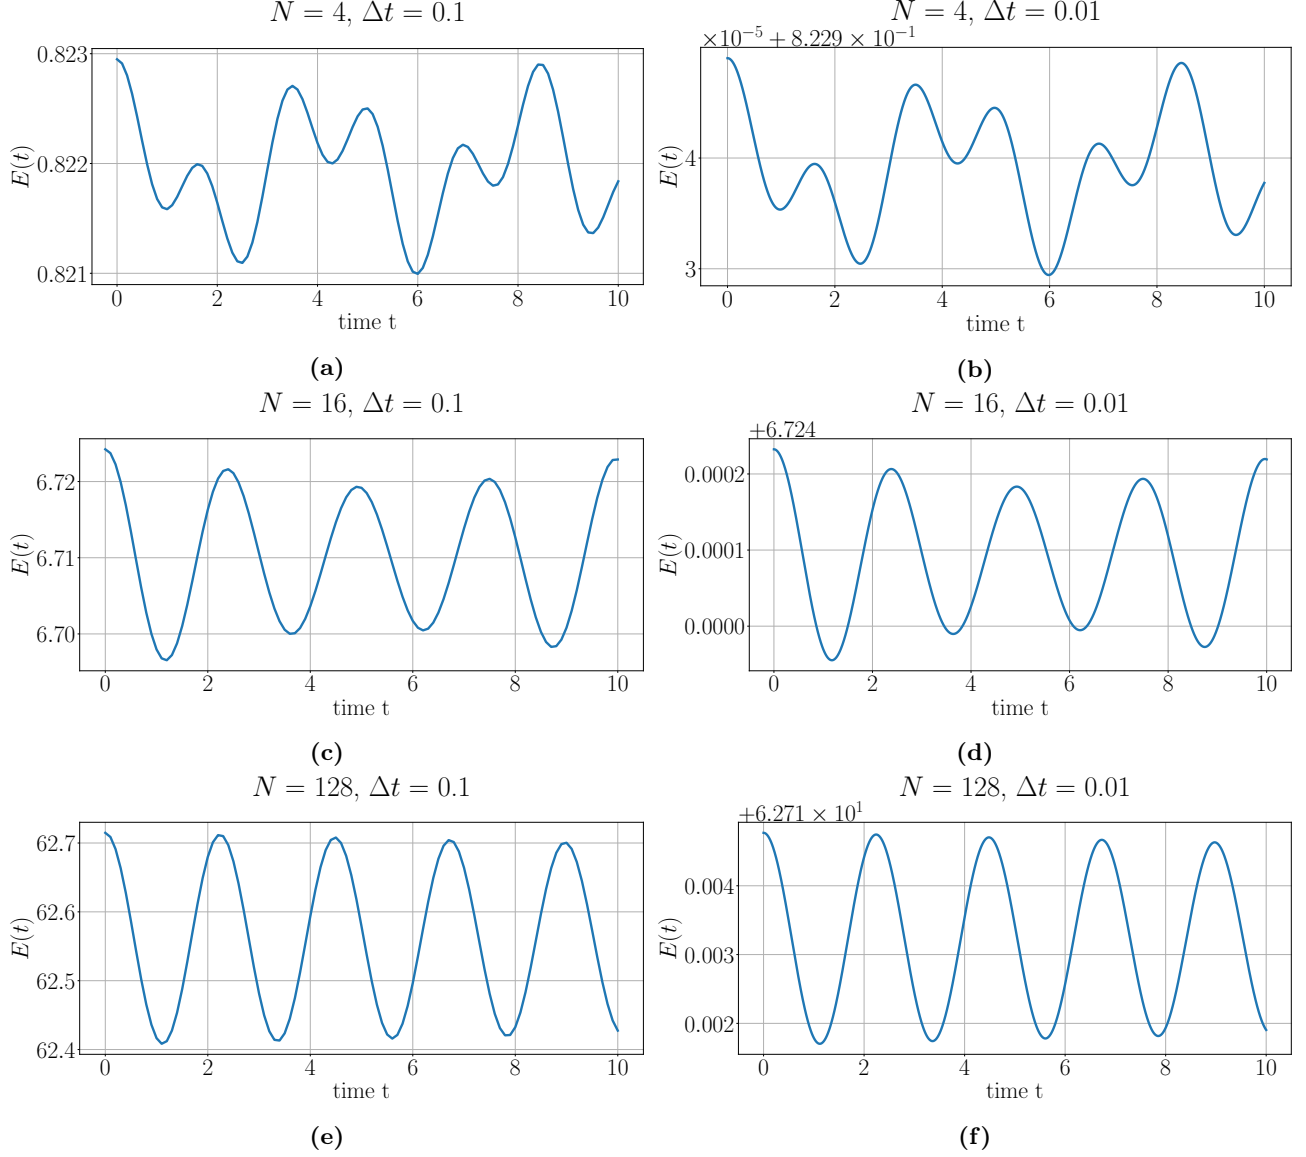 N = 4, Δt = 0.1
0.823
0.822
0.821
E(t)
0 2 4 6 8 10
time t
(a)
N = 4, Δt = 0.01
×10⁻⁵ + 8.229 × 10⁻¹
4
3
E(t)
0 2 4 6 8 10
time t
(b)
N = 16, Δt = 0.1
6.72
6.71
6.70
E(t)
0 2 4 6 8 10
time t
(c)
N = 16, Δt = 0.01
+6.724
0.0002
0.0001
0.0000
E(t)
0 2 4 6 8 10
time t
(d)
N = 128, Δt = 0.1
62.7
62.6
62.5
62.4
E(t)
0 2 4 6 8 10
time t
(e)
N = 128, Δt = 0.01
+6.271 × 10¹
0.004
0.003
0.002
E(t)
0 2 4 6 8 10
time t
(f)